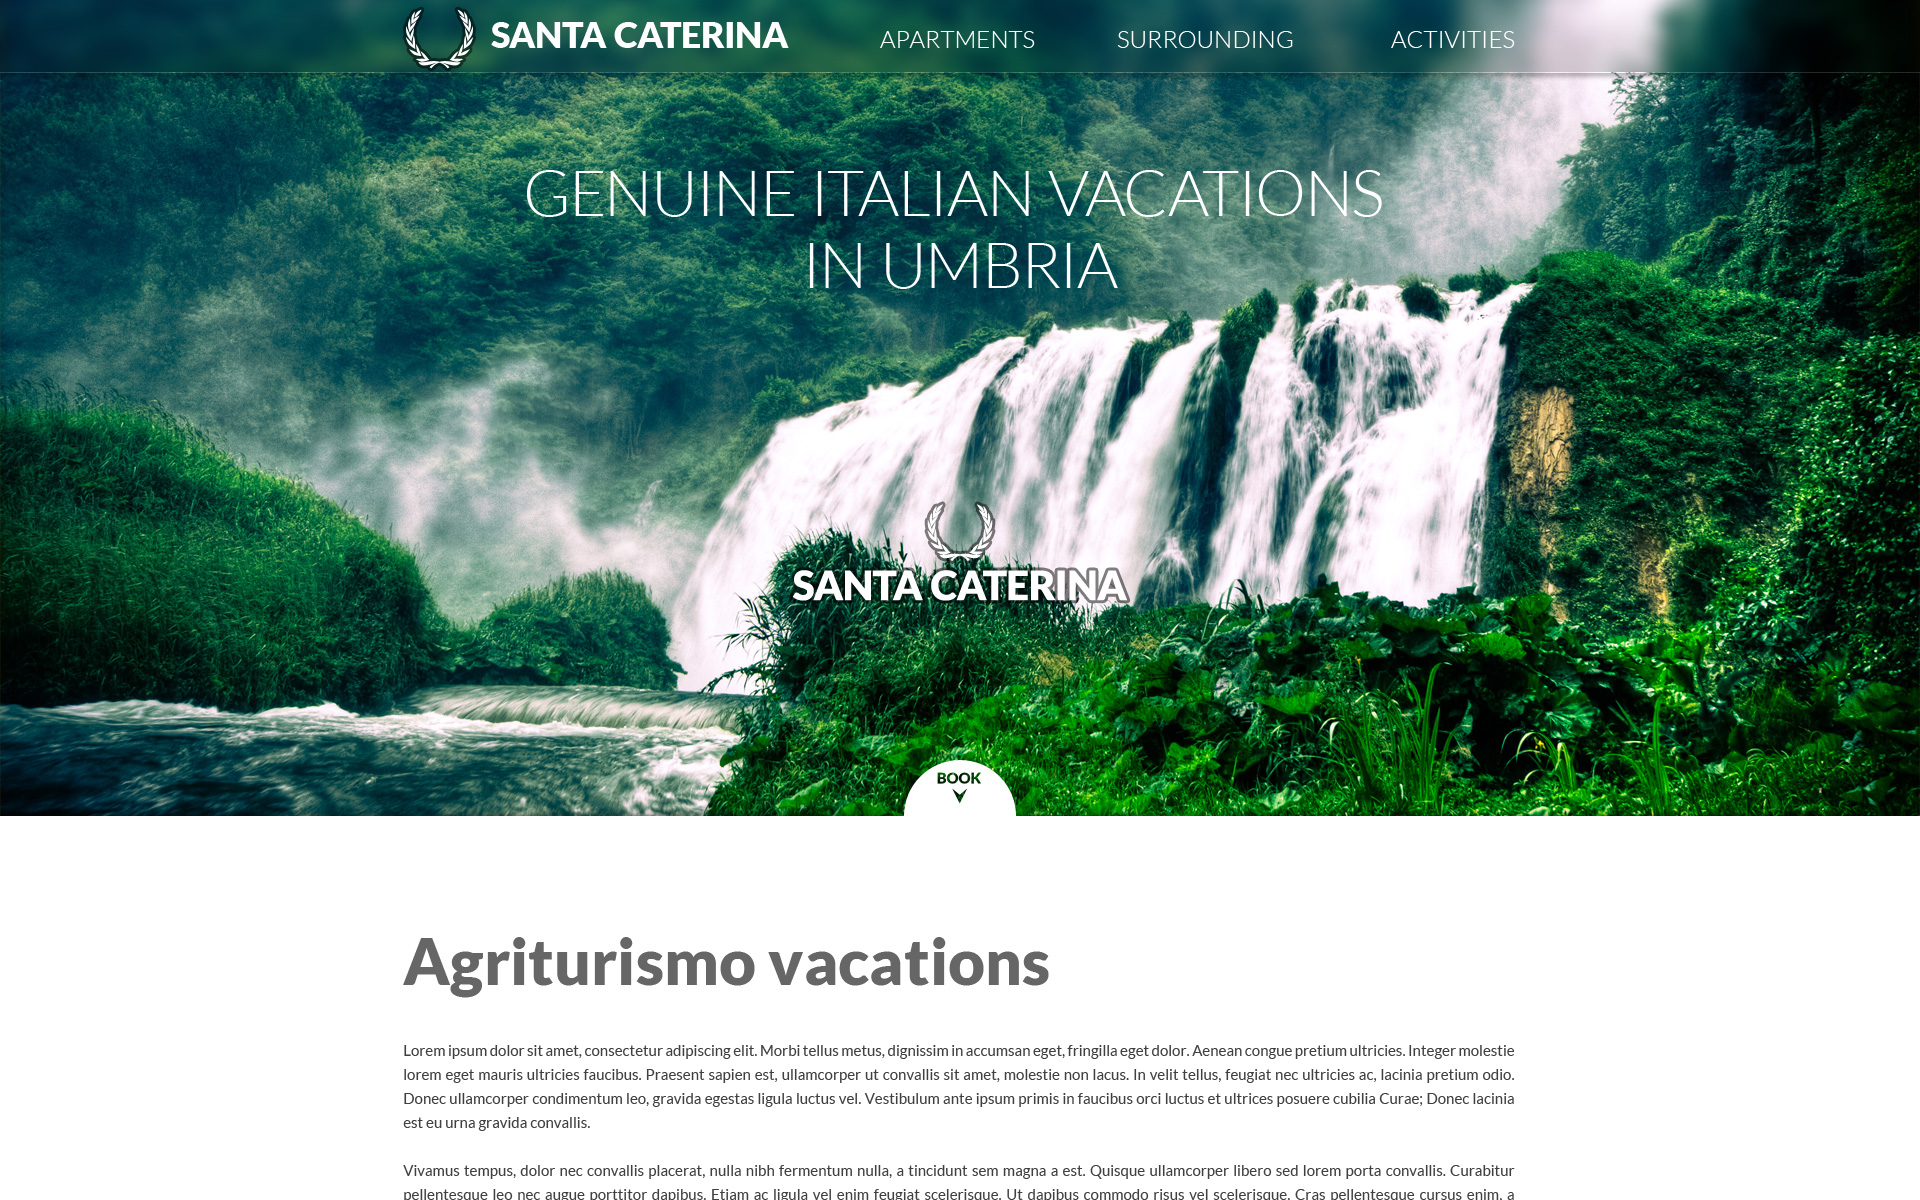 SANTA CATERINA
APARTMENTS
SURROUNDING
ACTIVITIES
GENUINE ITALIAN VACATIONS
IN UMBRIA
SANTA CATERINA
BOOK
Agriturismo vacations
Lorem ipsum dolor sit amet, consectetur adipiscing elit. Morbi tellus metus, dignissim in accumsan eget, fringilla eget dolor. Aenean congue pretium ultricies. Integer molestie
lorem eget mauris ultricies faucibus. Praesent sapien est, ullamcorper ut convallis sit amet, molestie non lacus. In velit tellus, feugiat nec ultricies ac, lacinia pretium odio.
Donec ullamcorper condimentum leo, gravida egestas ligula luctus vel. Vestibulum ante ipsum primis in faucibus orci luctus et ultrices posuere cubilia Curae; Donec lacinia
est eu urna gravida convallis.
Vivamus tempus, dolor nec convallis placerat, nulla nibh fermentum nulla, a tincidunt sem magna a est. Quisque ullamcorper libero sed lorem porta convallis. Curabitur
pellentesque leo nec augue porttitor dapibus. Etiam ac ligula vel enim feugiat scelerisque. Ut dapibus commodo risus vel scelerisque. Cras pellentesque cursus enim, a